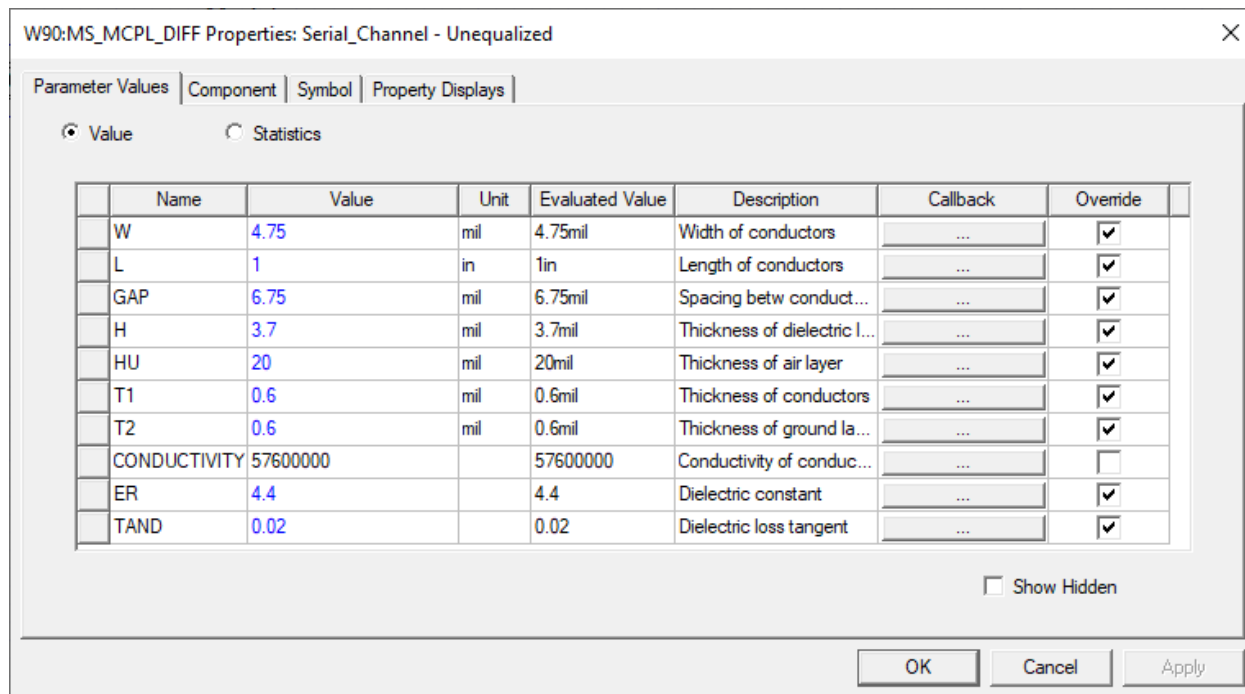 W90:MS_MCPL_DIFF Properties: Serial_Channel - Unequalized
Parameter Values Component Symbol Property Displays
Value Statistics
Name Value Unit Evaluated Value Description Callback Override
W 4.75 mil 4.75mil Width of conductors ...
L 1 in 1in Length of conductors ...
GAP 6.75 mil 6.75mil Spacing betw conduct... ...
H 3.7 mil 3.7mil Thickness of dielectric l... ...
HU 20 mil 20mil Thickness of air layer ...
T1 0.6 mil 0.6mil Thickness of conductors ...
T2 0.6 mil 0.6mil Thickness of ground la... ...
CONDUCTIVITY 57600000 57600000 Conductivity of conduc... ...
ER 4.4 4.4 Dielectric constant ...
TAND 0.02 0.02 Dielectric loss tangent ...
Show Hidden
OK Cancel Apply